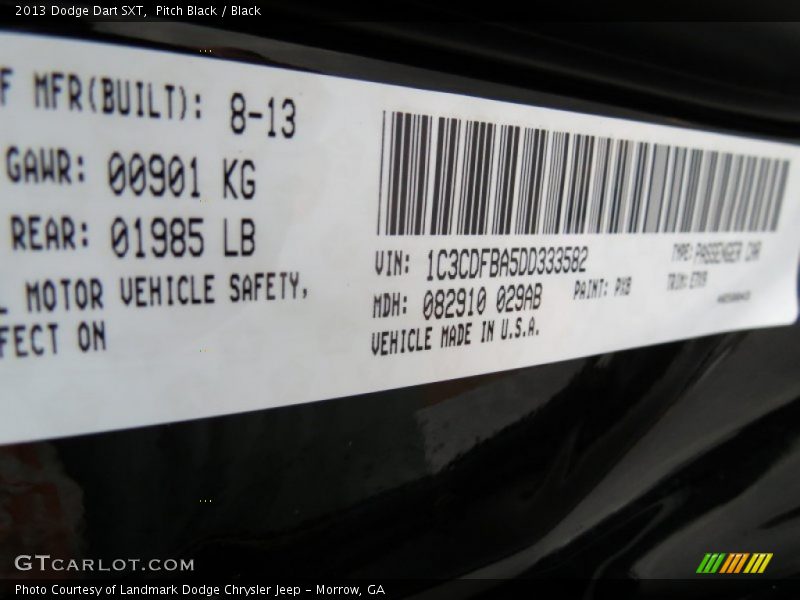 2013 Dodge Dart SXT,  Pitch Black / Black
F MFR(BUILT): 8-13
GAWR: 00901 KG
REAR: 01985 LB
L MOTOR VEHICLE SAFETY,
FECT ON
VIN: 1C3CDFBA5DD333582
TYPE: PASSENGER CAR
MDH: 082910 029AB
PAINT: PXB
TRIM:
VEHICLE MADE IN U.S.A.
GTCARLOT.COM
Photo Courtesy of Landmark Dodge Chrysler Jeep – Morrow, GA